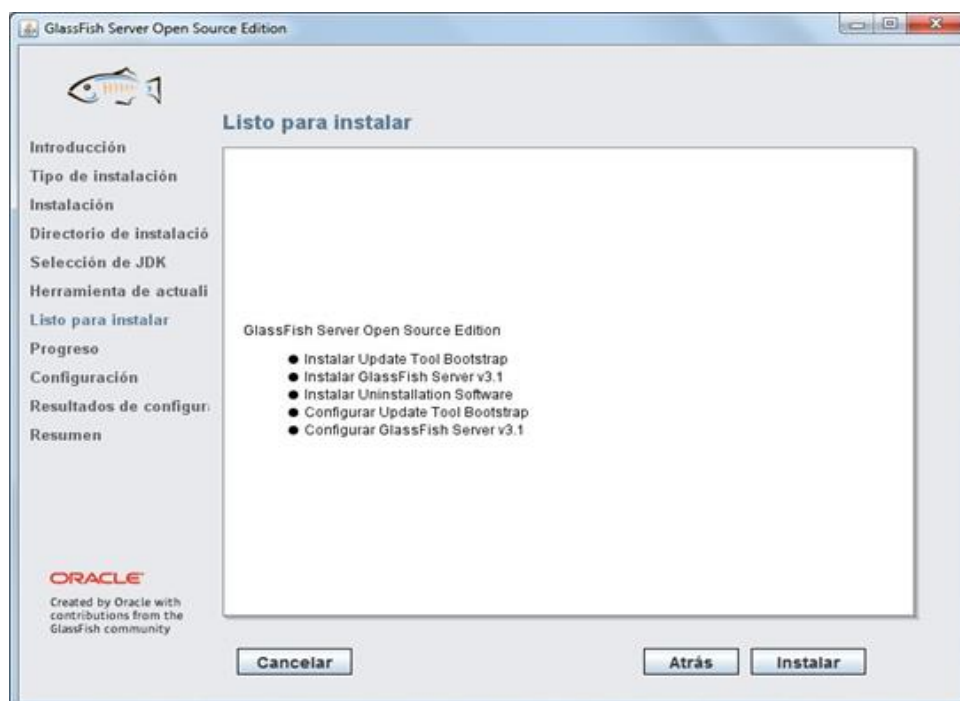 GlassFish Server Open Source Edition
Listo para instalar
Introducción
Tipo de instalación
Instalación
Directorio de instalació
Selección de JDK
Herramienta de actuali
Listo para instalar
Progreso
Configuración
Resultados de configur
Resumen
GlassFish Server Open Source Edition
● Instalar Update Tool Bootstrap
● Instalar GlassFish Server v3.1
● Instalar Uninstallation Software
● Configurar Update Tool Bootstrap
● Configurar GlassFish Server v3.1
ORACLE
Created by Oracle with
contributions from the
GlassFish community
Cancelar
Atrás
Instalar